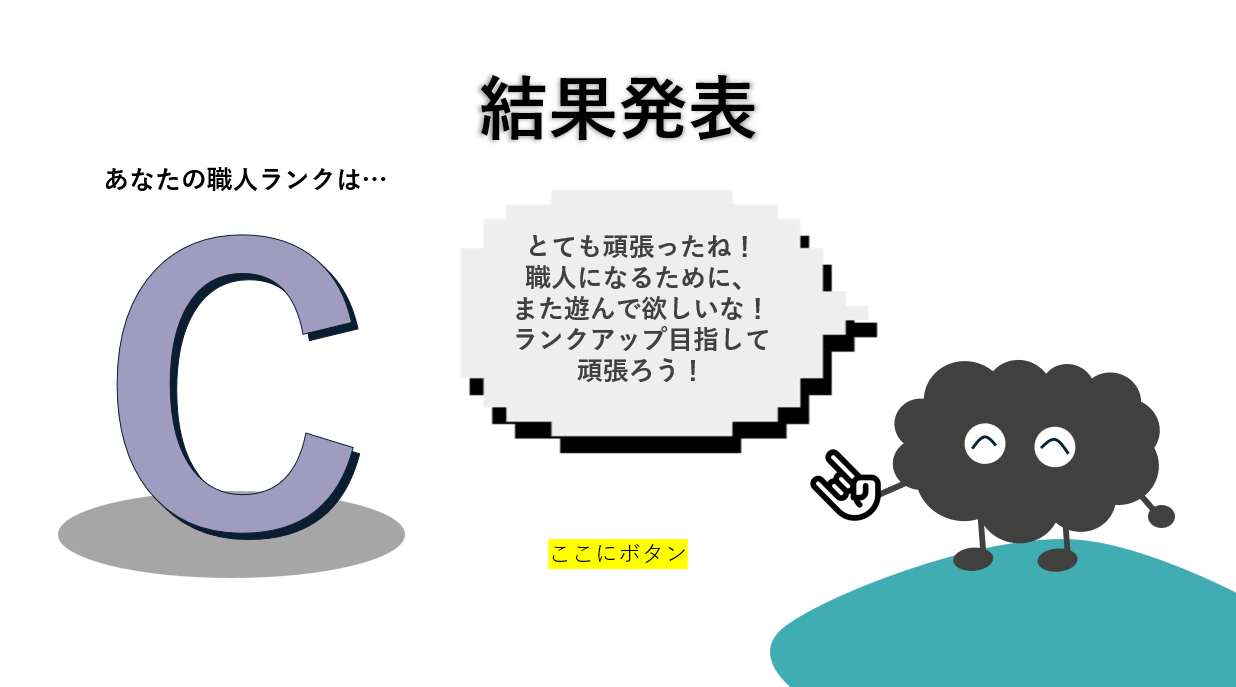 結果発表
あなたの職人ランクは…
C
とても頑張ったね！
職人になるために、
また遊んで欲しいな！
ランクアップ目指して
頑張ろう！
ここにボタン